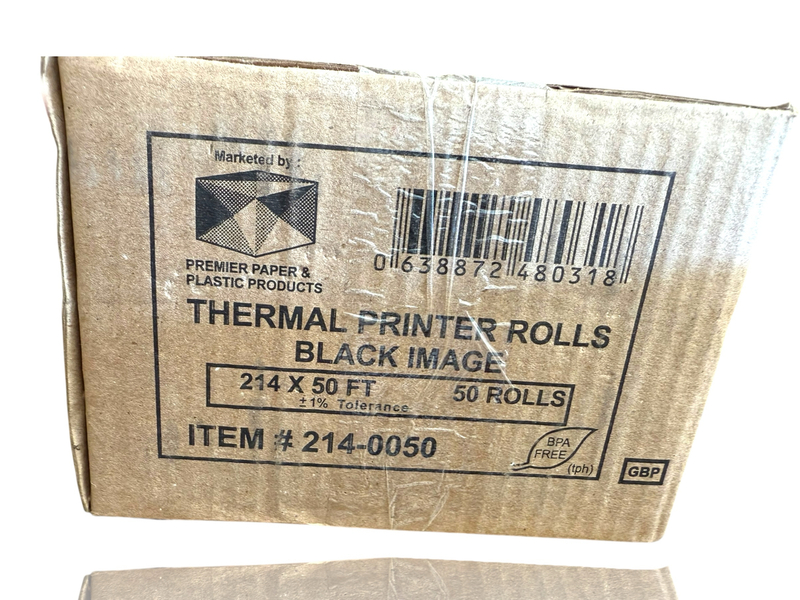 Marketed by :
PREMIER PAPER &
PLASTIC PRODUCTS
0 638872 480318
THERMAL PRINTER ROLLS
BLACK IMAGE
214 X 50 FT 50 ROLLS
±1% Tolerance
ITEM # 214-0050
BPA
FREE
(tph)
GBP